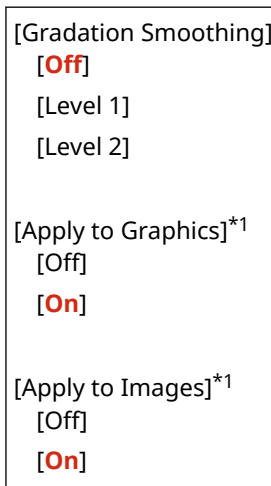 [Gradation Smoothing]
[Off]
[Level 1]
[Level 2]
[Apply to Graphics]*1
[Off]
[On]
[Apply to Images]*1
[Off]
[On]